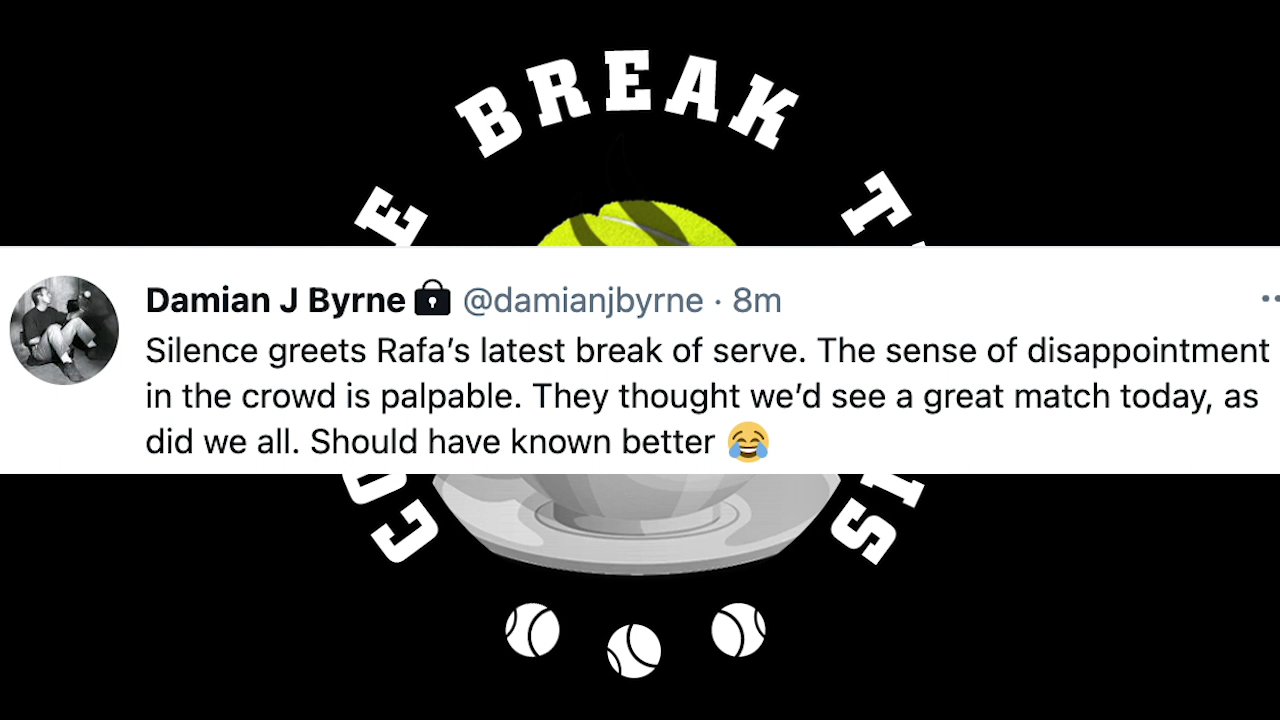 BREAK
Damian J Byrne @damianjbyrne · 8m
Silence greets Rafa’s latest break of serve. The sense of disappointment
in the crowd is palpable. They thought we’d see a great match today, as
did we all. Should have known better 😂